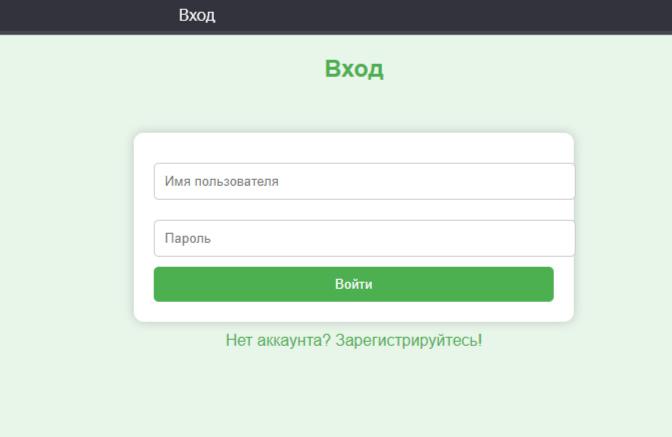 Вход
Вход
Имя пользователя
Пароль
Войти
Нет аккаунта? Зарегистрируйтесь!